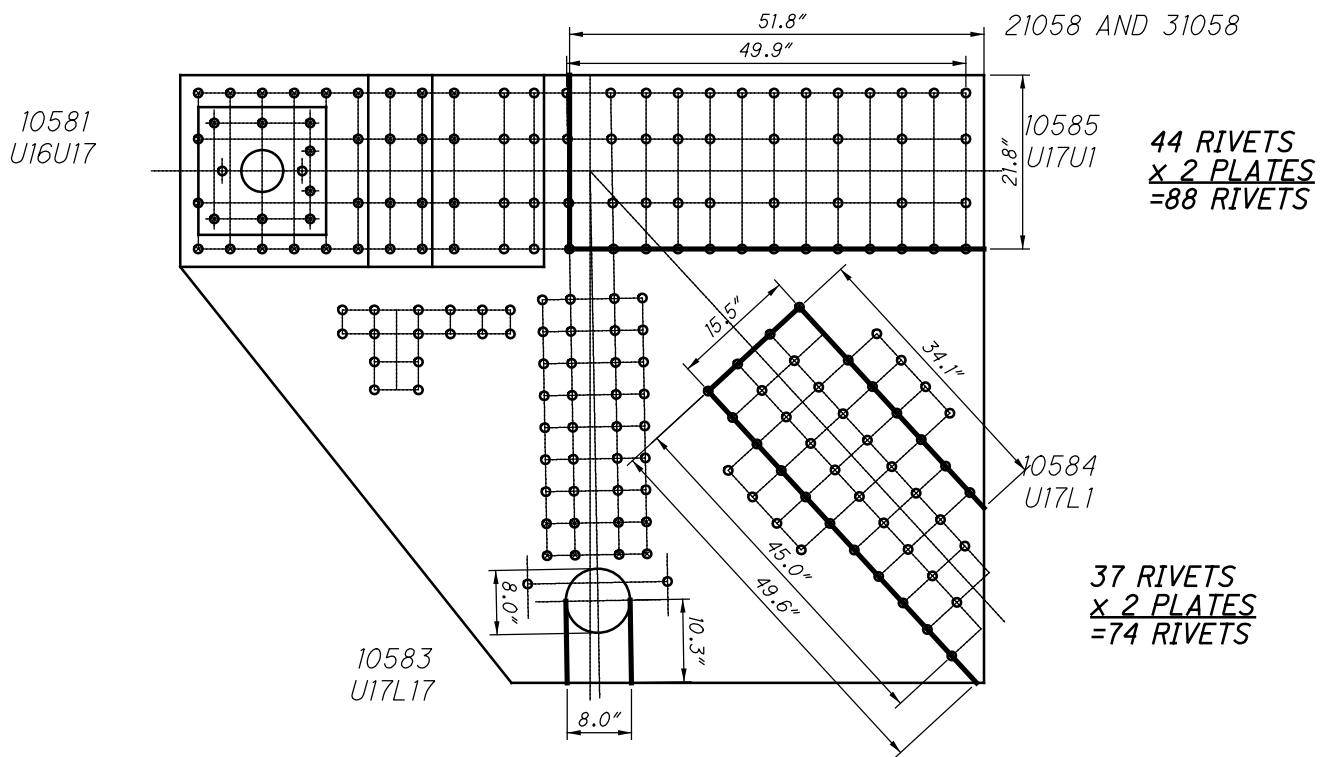 51.8"
21058 AND 31058
49.9"
10581
U16U17
10585
U17U1
21.8"
44 RIVETS
x 2 PLATES
=88 RIVETS
15.5"
34.1"
10584
U17L1
45.0"
49.6"
8.0"
10.3"
37 RIVETS
x 2 PLATES
=74 RIVETS
10583
U17L17
8.0"